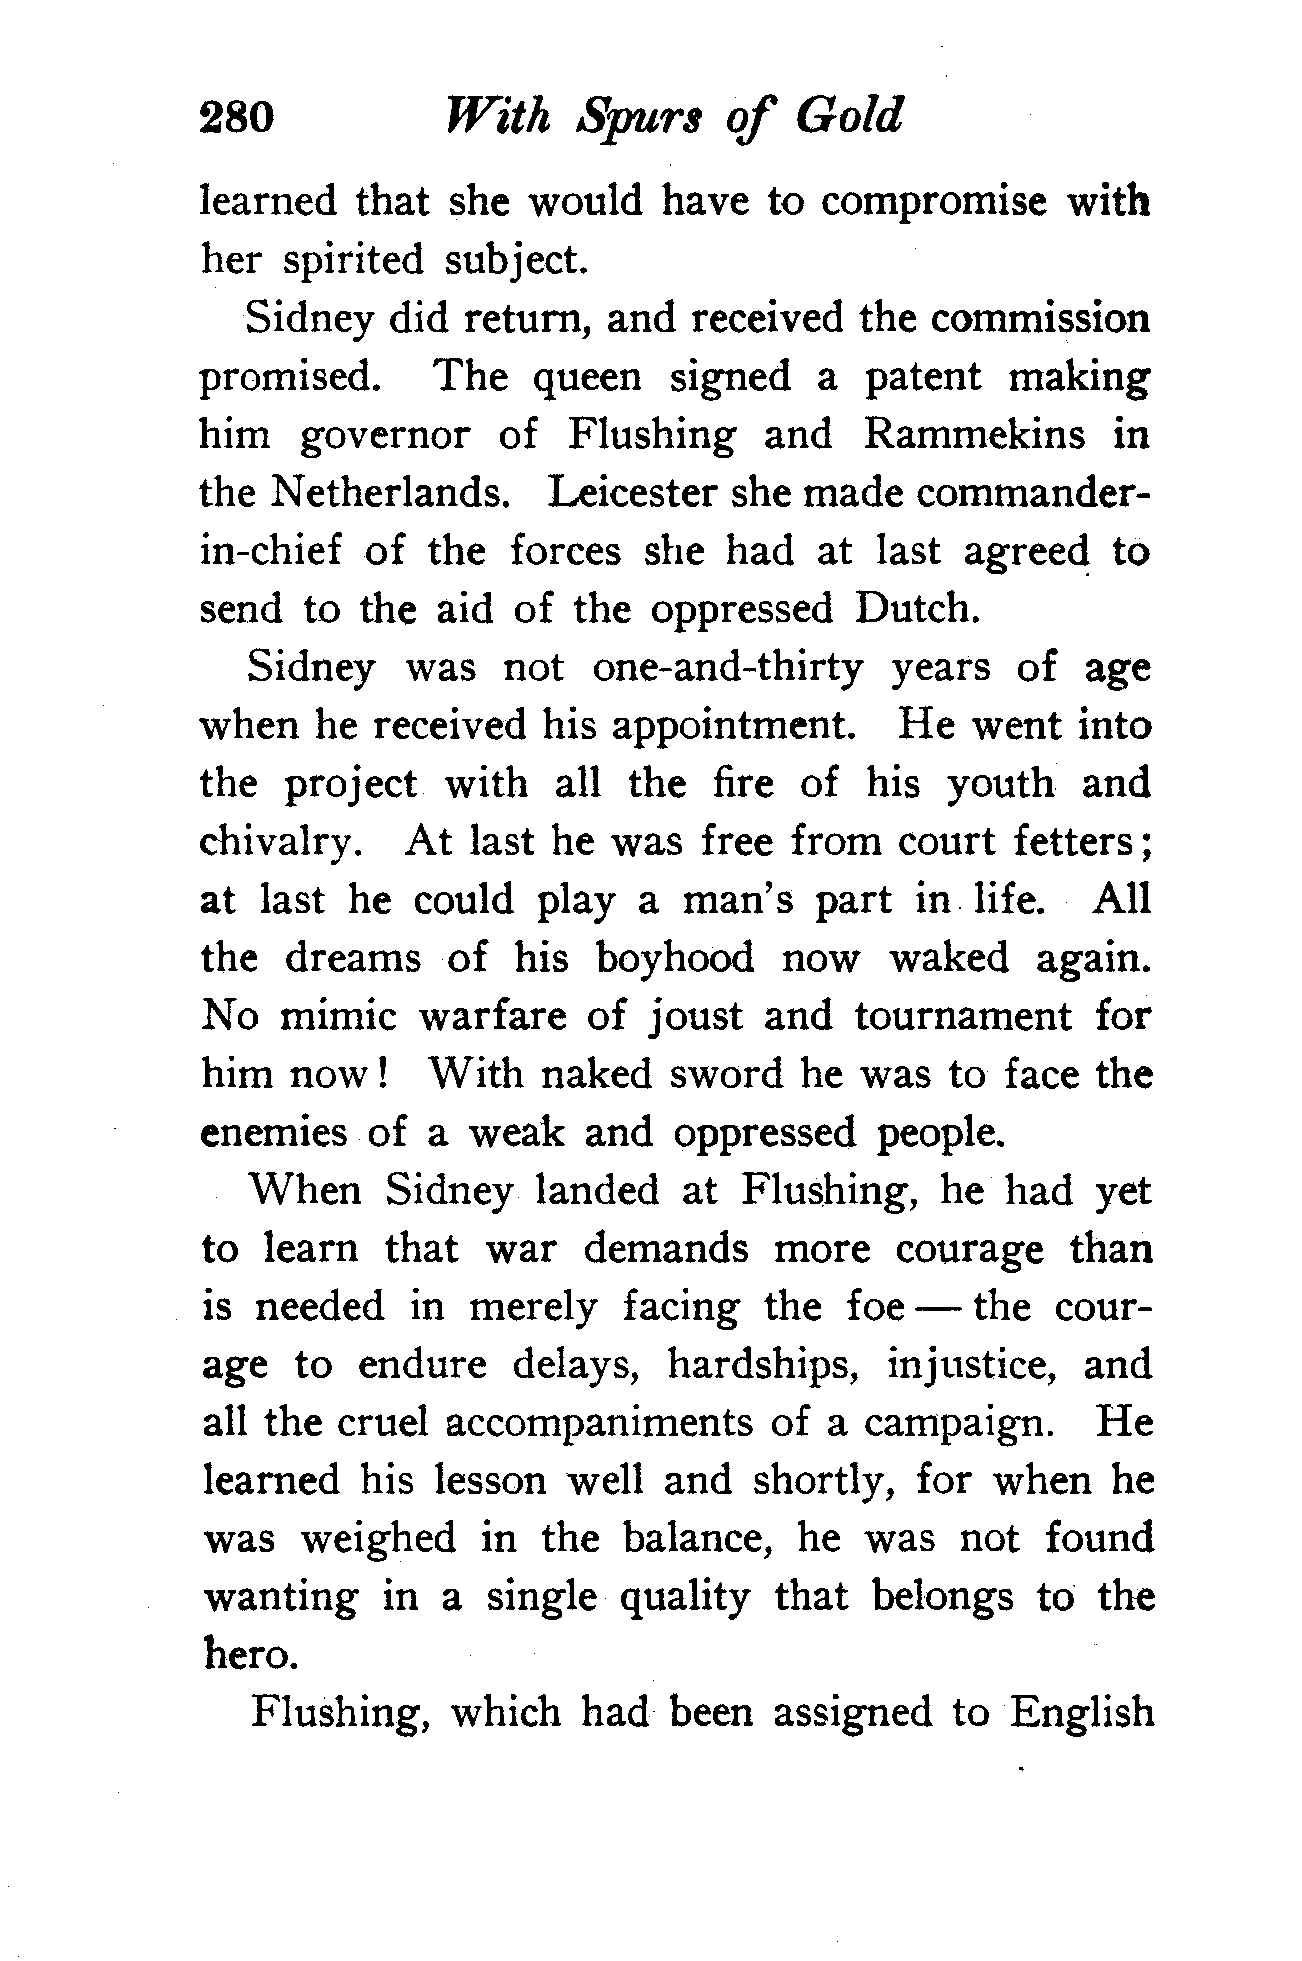 280 With Spurs of Gold
learned that she would have to compromise with
her spirited subject.
Sidney did return, and received the commission
promised. The queen signed a patent making
him governor of Flushing and Rammekins in
the Netherlands. Leicester she made commander-
in-chief of the forces she had at last agreed to
send to the aid of the oppressed Dutch.
Sidney was not one-and-thirty years of age
when he received his appointment. He went into
the project with all the fire of his youth and
chivalry. At last he was free from court fetters;
at last he could play a man's part in life. All
the dreams of his boyhood now waked again.
No mimic warfare of joust and tournament for
him now! With naked sword he was to face the
enemies of a weak and oppressed people.
When Sidney landed at Flushing, he had yet
to learn that war demands more courage than
is needed in merely facing the foe — the cour-
age to endure delays, hardships, injustice, and
all the cruel accompaniments of a campaign. He
learned his lesson well and shortly, for when he
was weighed in the balance, he was not found
wanting in a single quality that belongs to the
hero.
Flushing, which had been assigned to English